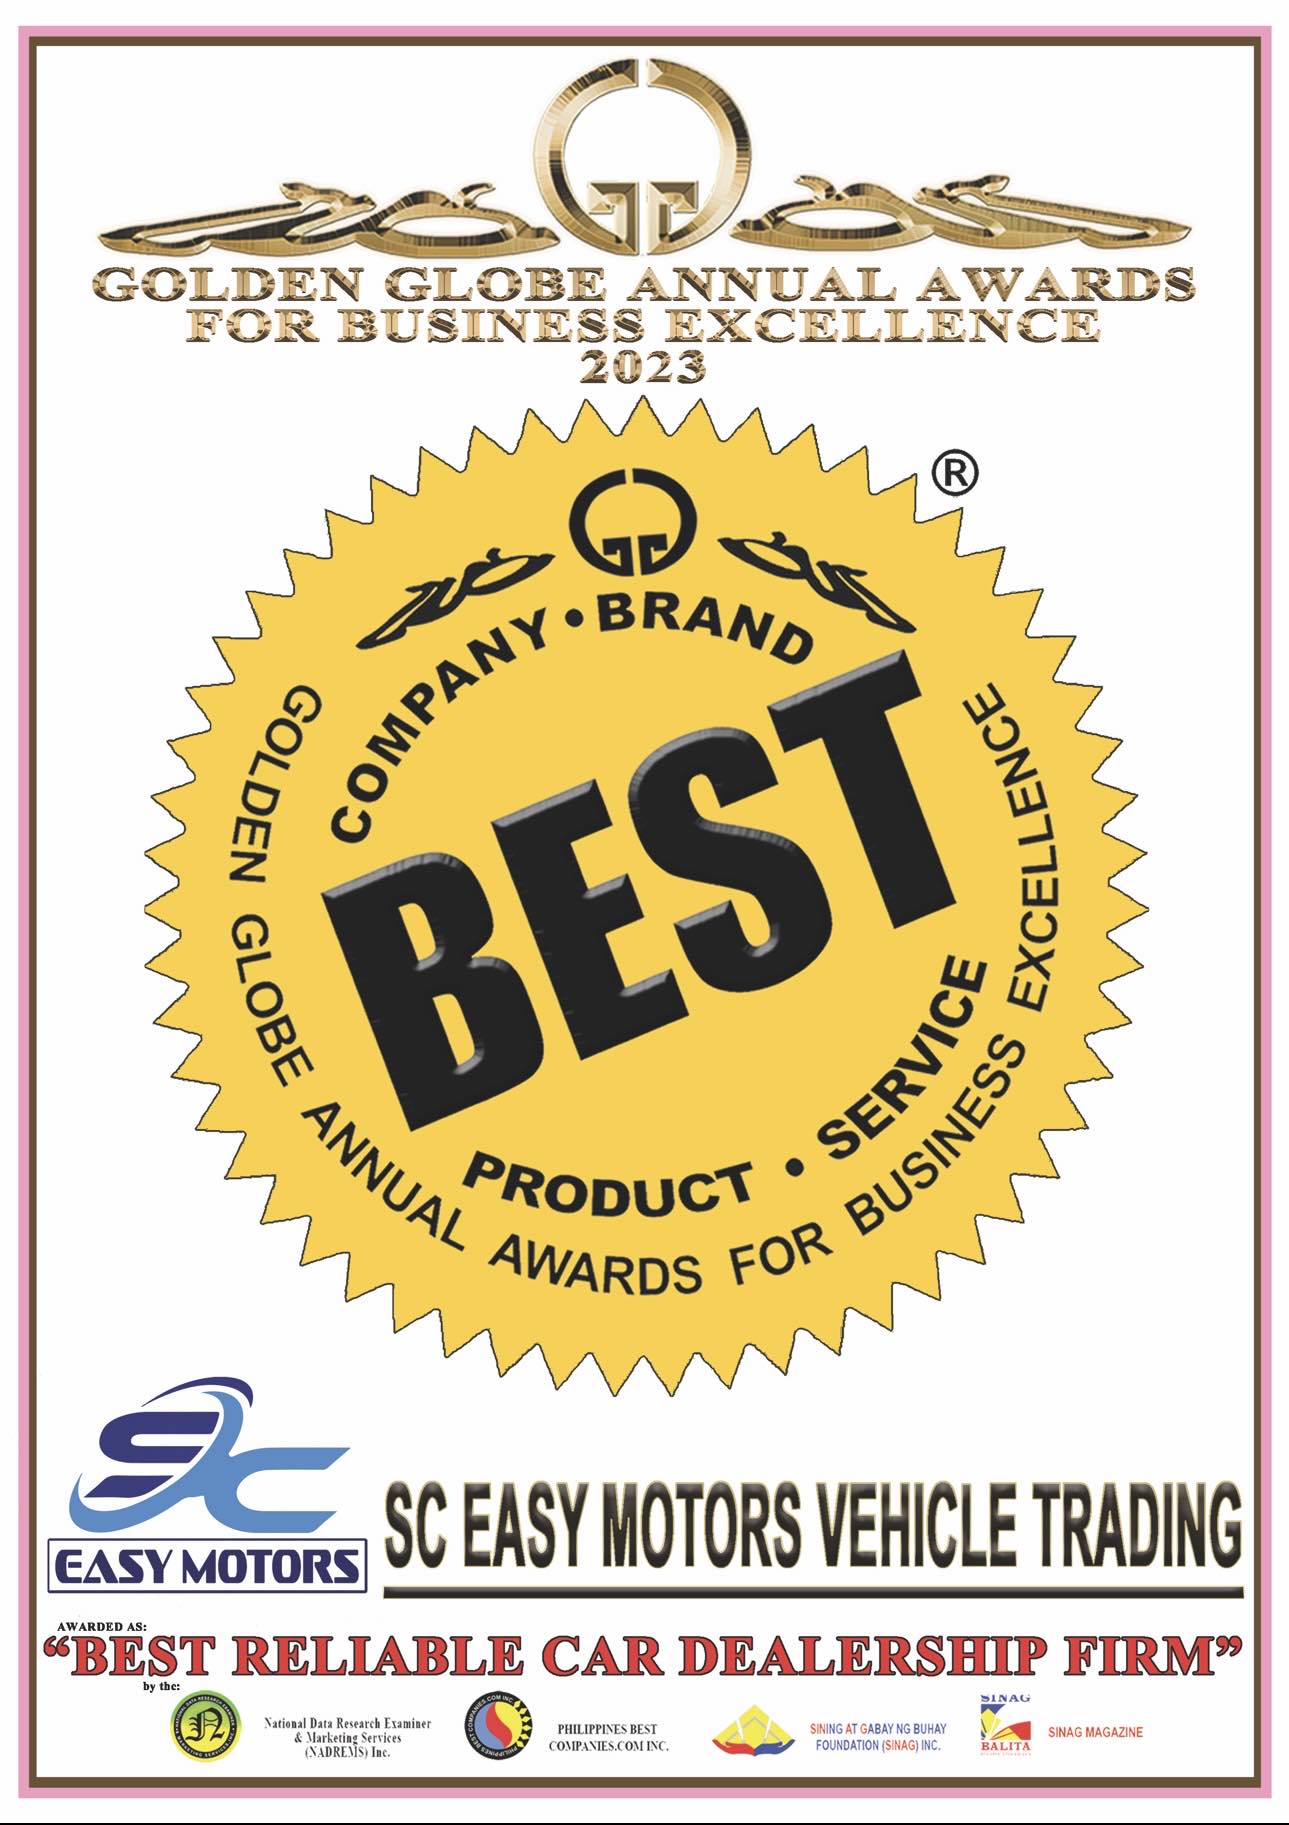 GOLDEN GLOBE ANNUAL AWARDS
FOR BUSINESS EXCELLENCE
2023
®
COMPANY • BRAND
BEST
PRODUCT • SERVICE
GOLDEN GLOBE ANNUAL AWARDS FOR BUSINESS EXCELLENCE
SC
EASY MOTORS
SC EASY MOTORS VEHICLE TRADING
AWARDED AS:
“BEST RELIABLE CAR DEALERSHIP FIRM”
by the:
National Data Research Examiner
& Marketing Services
(NADREMS) Inc.
PHILIPPINES BEST
COMPANIES.COM INC.
SINING AT GABAY NG BUHAY
FOUNDATION (SINAG) INC.
SINAG
BALITA
SINAG MAGAZINE